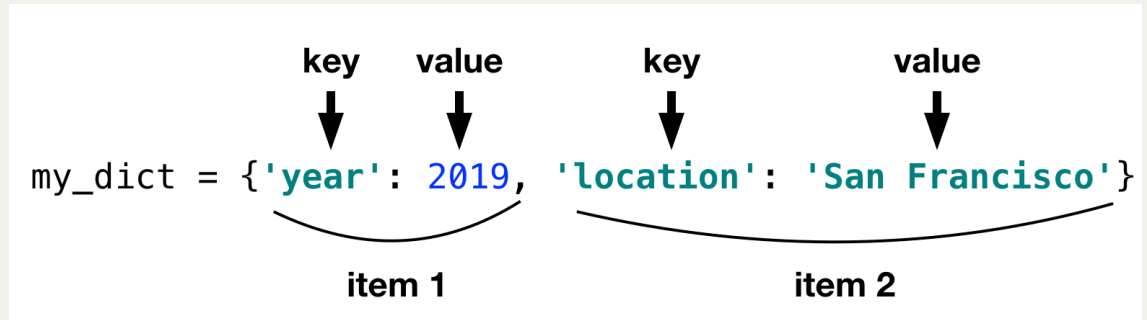 key value key value
my_dict = {'year': 2019, 'location': 'San Francisco'}
item 1 item 2